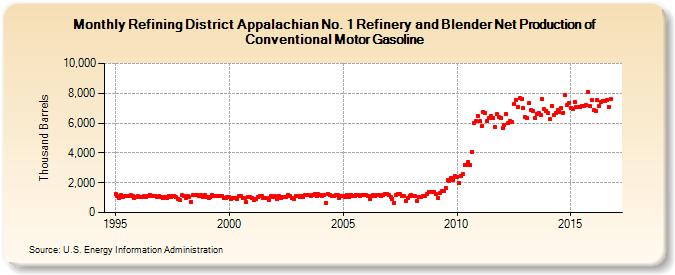 Monthly Refining District Appalachian No. 1 Refinery and Blender Net Production of
Conventional Motor Gasoline
Thousand Barrels
10,000
8,000
6,000
4,000
2,000
0
1995
2000
2005
2010
2015
Source: U.S. Energy Information Administration